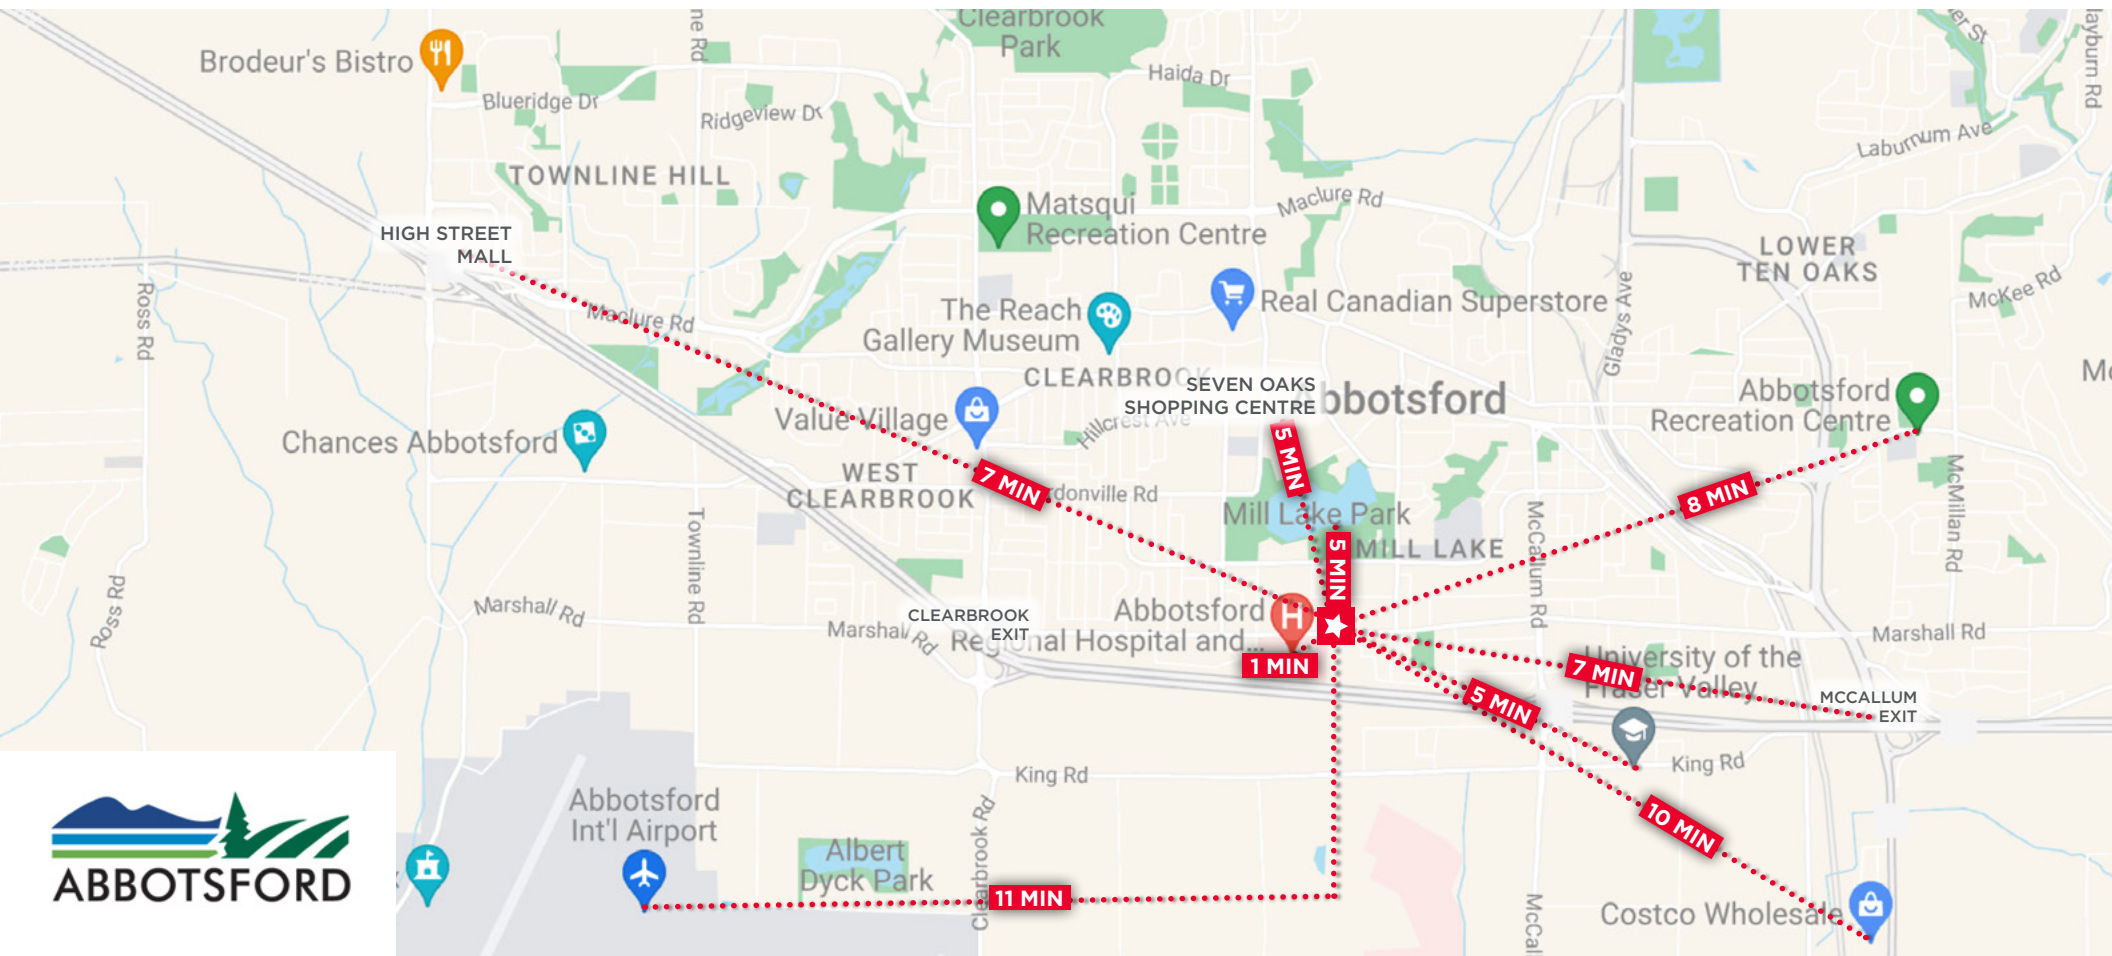 Clearbrook
Park
Brodeur's Bistro
Haida Dr
Blueridge Dr
Ridgeview Dr
Laburnum Ave
TOWNLINE HILL
Matsqui
Recreation Centre
Maclure Rd
HIGH STREET
MALL
LOWER
TEN OAKS
McKee Rd
Ross Rd
Maclure Rd
The Reach
Gallery Museum
Real Canadian Superstore
Gladys Ave
CLEARBROOK
SEVEN OAKS
SHOPPING CENTRE
bbotsford
Abbotsford
Recreation Centre
Value Village
Hillcrest Ave
Chances Abbotsford
5 MIN
WEST
CLEARBROOK
7 MIN
donville Rd
8 MIN
Mill Lake Park
MILL LAKE
5 MIN
McCallum Rd
McMillan Rd
Townline Rd
Ross Rd
Marshall Rd
Marshall Rd
CLEARBROOK
EXIT
Abbotsford
Regional Hospital and...
H
1 MIN
Marshall Rd
University of the
Fraser Valley
7 MIN
5 MIN
MCCALLUM
EXIT
King Rd
King Rd
Abbotsford
Int'l Airport
Albert
Dyck Park
Clearbrook Rd
11 MIN
10 MIN
McCal
Costco Wholesale
ABBOTSFORD